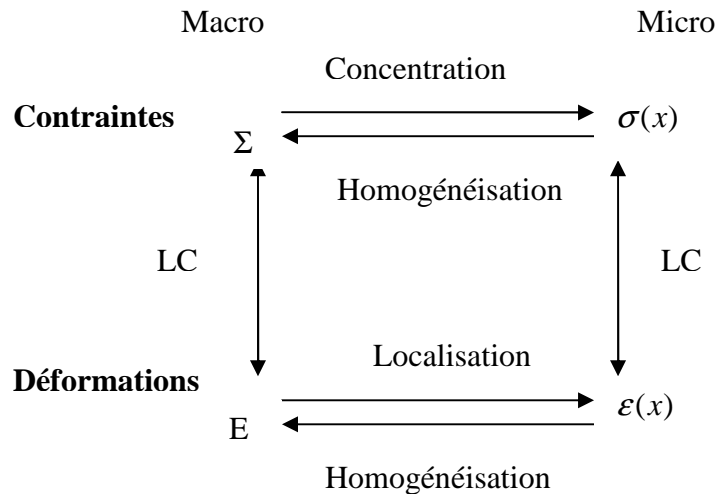 Macro Micro
Concentration
Contraintes σ(x)
Σ
Homogénéisation
LC LC
Localisation
Déformations
E ε(x)
Homogénéisation